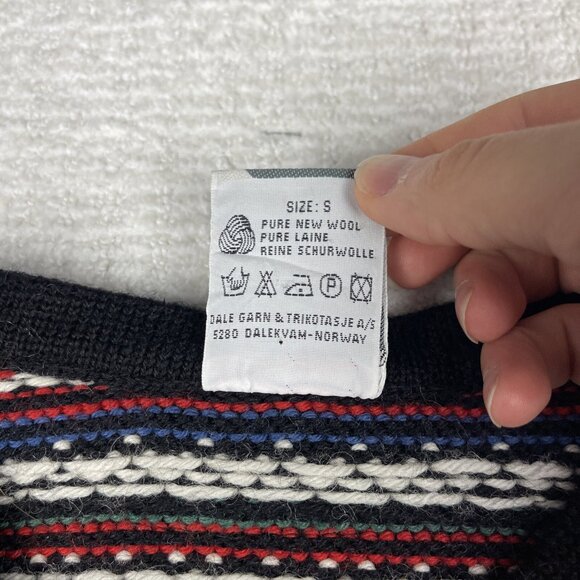 SIZE: S
PURE NEW WOOL
PURE LAINE
REINE SCHURWOLLE
P
DALE GARN & TRIKOTASJE A/S
5280 DALEKVAM-NORWAY